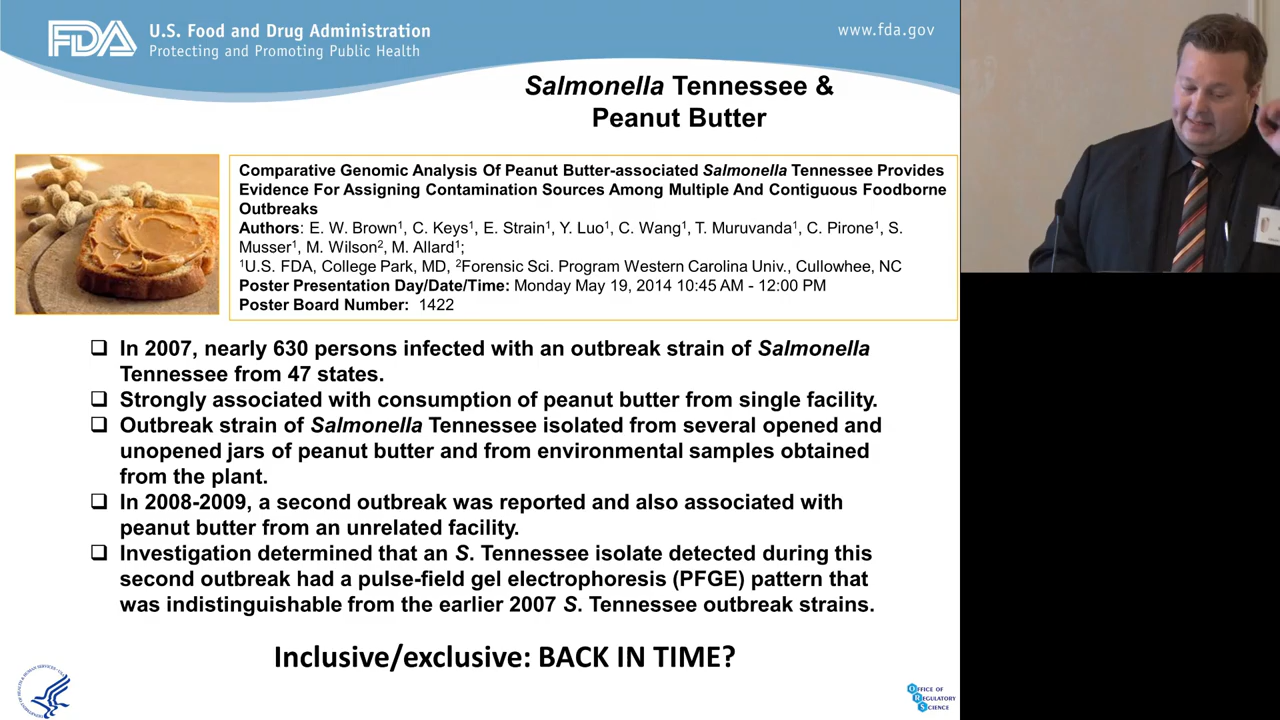 FDA
U.S. Food and Drug Administration
Protecting and Promoting Public Health
www.fda.gov
Salmonella Tennessee &
Peanut Butter
Comparative Genomic Analysis Of Peanut Butter-associated Salmonella Tennessee Provides
Evidence For Assigning Contamination Sources Among Multiple And Contiguous Foodborne
Outbreaks
Authors: E. W. Brown¹, C. Keys¹, E. Strain¹, Y. Luo¹, C. Wang¹, T. Muruvanda¹, C. Pirone¹, S.
Musser¹, M. Wilson², M. Allard¹;
¹U.S. FDA, College Park, MD, ²Forensic Sci. Program Western Carolina Univ., Cullowhee, NC
Poster Presentation Day/Date/Time: Monday May 19, 2014 10:45 AM - 12:00 PM
Poster Board Number: 1422
❑ In 2007, nearly 630 persons infected with an outbreak strain of Salmonella
Tennessee from 47 states.
❑ Strongly associated with consumption of peanut butter from single facility.
❑ Outbreak strain of Salmonella Tennessee isolated from several opened and
unopened jars of peanut butter and from environmental samples obtained
from the plant.
❑ In 2008-2009, a second outbreak was reported and also associated with
peanut butter from an unrelated facility.
❑ Investigation determined that an S. Tennessee isolate detected during this
second outbreak had a pulse-field gel electrophoresis (PFGE) pattern that
was indistinguishable from the earlier 2007 S. Tennessee outbreak strains.
Inclusive/exclusive: BACK IN TIME?
OFFICE OF
REGULATORY
SCIENCE